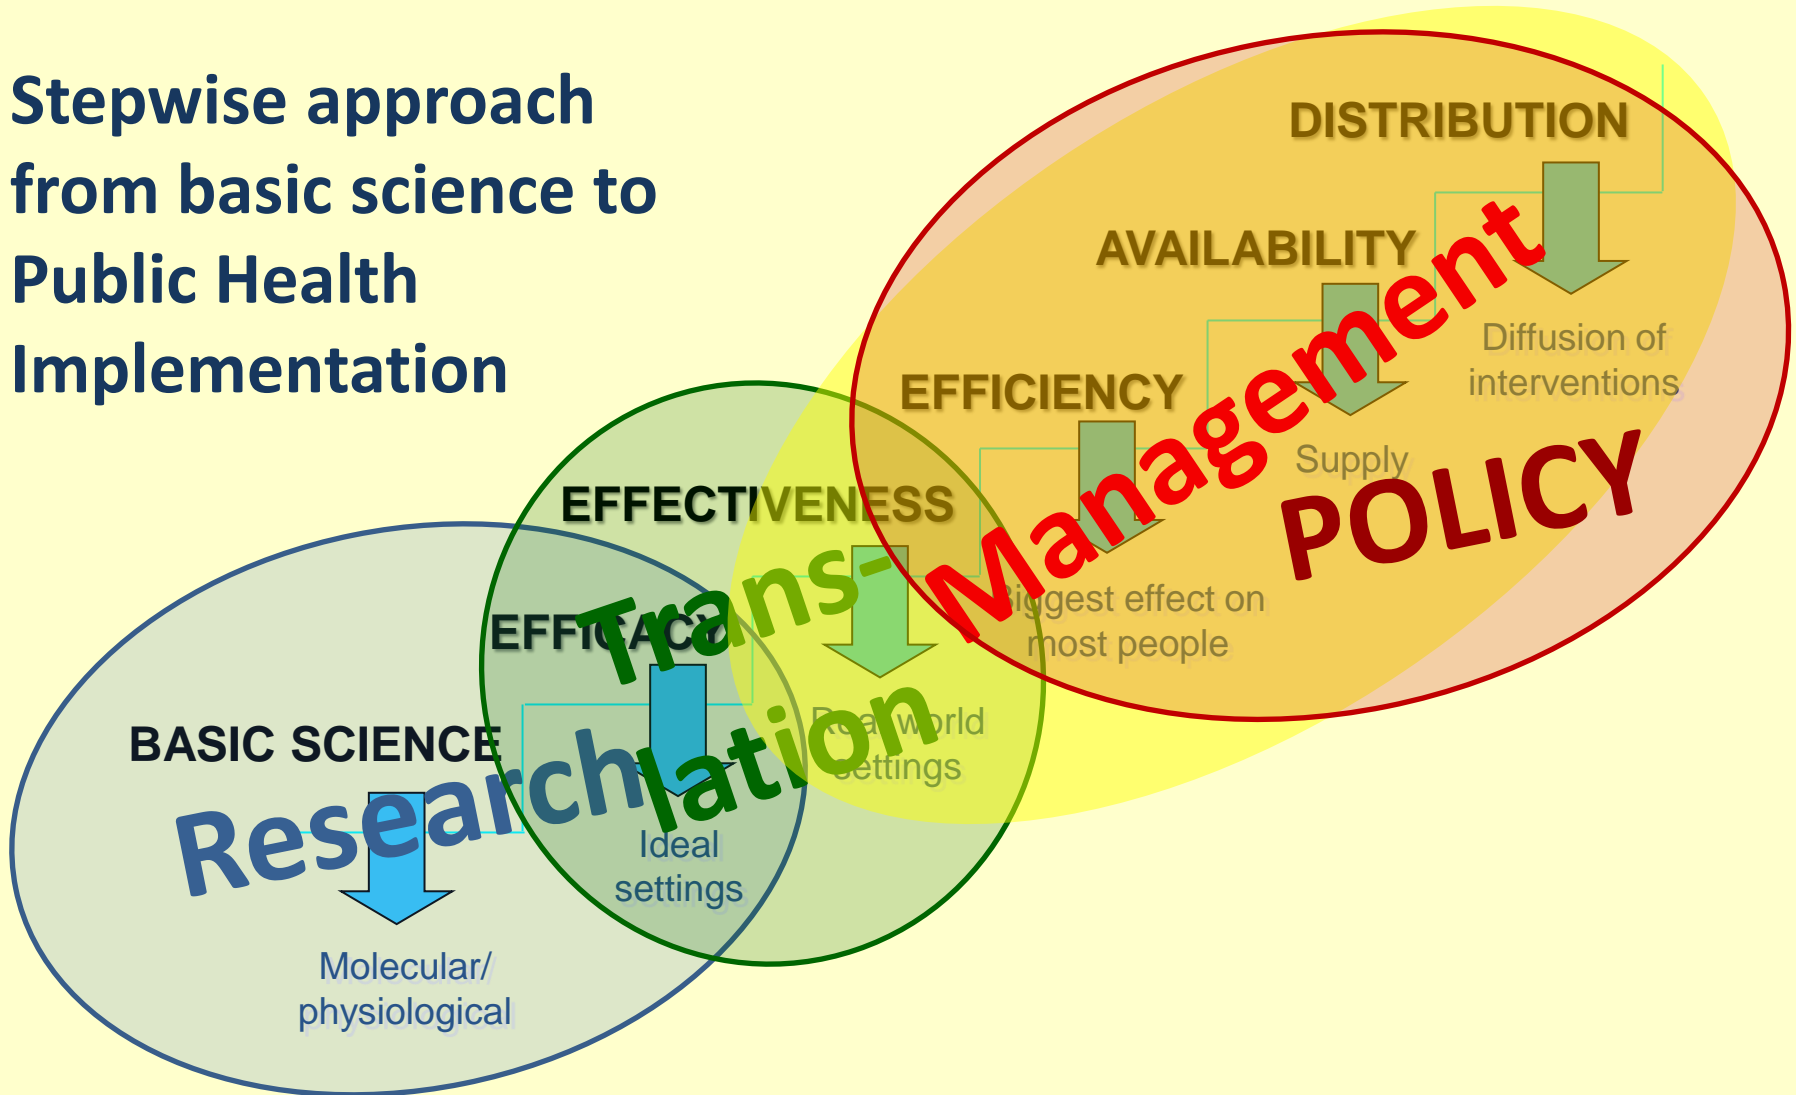 Stepwise approach
from basic science to
Public Health
Implementation
DISTRIBUTION
Diffusion of
interventions
AVAILABILITY
Supply
EFFICIENCY
Biggest effect on
most people
EFFECTIVENESS
Real world
settings
EFFICACY
Ideal
settings
BASIC SCIENCE
Molecular/
physiological
Research
Trans-
lation
Management
POLICY